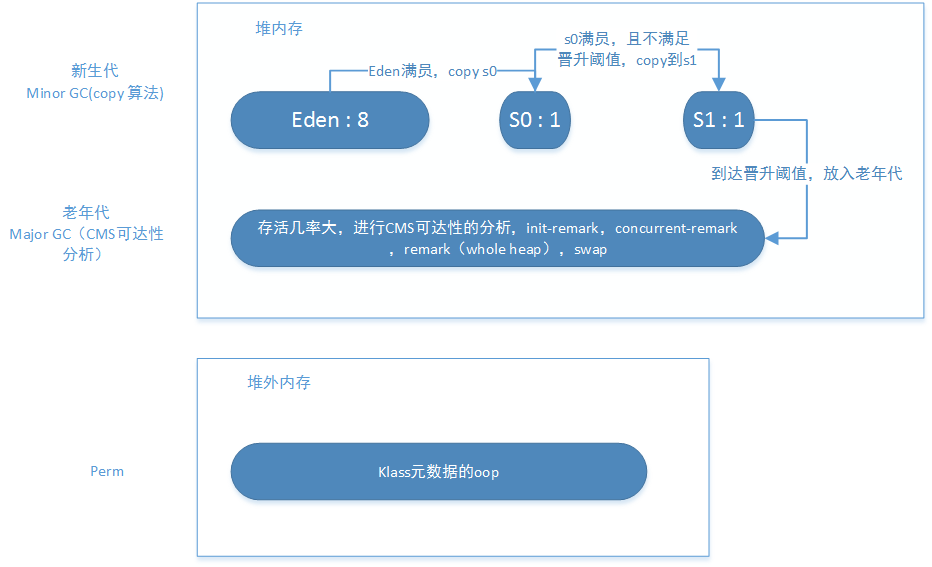 堆内存
s0满员，且不满足
晋升阈值，copy到s1
新生代
Minor GC(copy 算法)
Eden满员，copy s0
Eden : 8
S0 : 1
S1 : 1
到达晋升阈值，放入老年代
老年代
Major GC（CMS可达性
分析）
存活几率大，进行CMS可达性的分析，init-remark，concurrent-remark
，remark（whole heap），swap
堆外内存
Perm
Klass元数据的oop